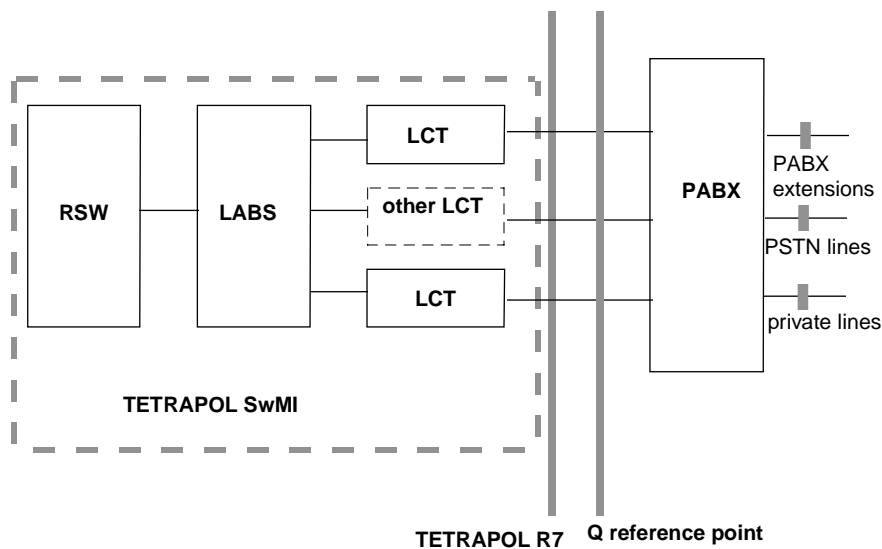 LCT
RSW
LABS
other LCT
LCT
PABX
PABX
extensions
PSTN lines
private lines
TETRAPOL SwMI
TETRAPOL R7
Q reference point